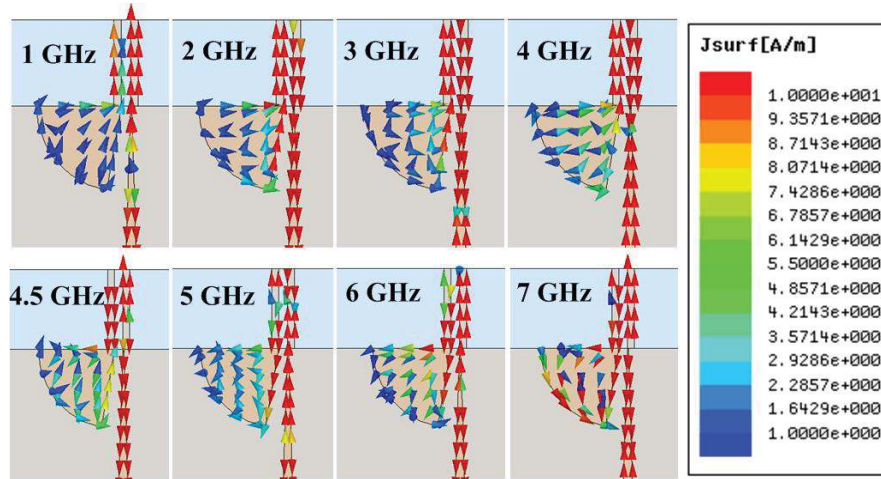 1 GHz
2 GHz
3 GHz
4 GHz
4.5 GHz
5 GHz
6 GHz
7 GHz
Jsurf[A/m]
1.0000e+001
9.3571e+000
8.7143e+000
8.0714e+000
7.4286e+000
6.7857e+000
6.1429e+000
5.5000e+000
4.8571e+000
4.2143e+000
3.5714e+000
2.9286e+000
2.2857e+000
1.6429e+000
1.0000e+000